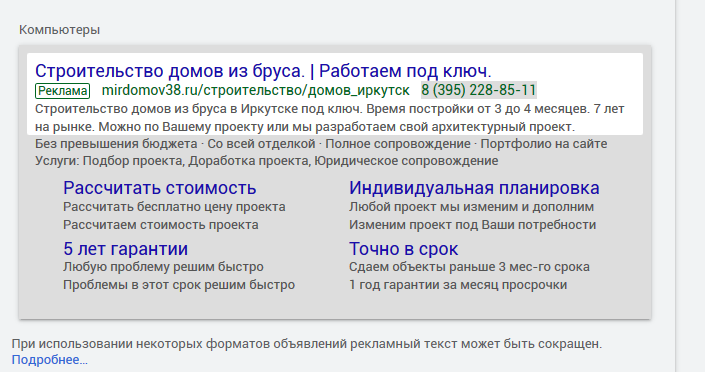 Компьютеры
Строительство домов из бруса. | Работаем под ключ.
Реклама mirdomov38.ru/строительство/домов_иркутск 8 (395) 228-85-11
Строительство домов из бруса в Иркутске под ключ. Время постройки от 3 до 4 месяцев. 7 лет
на рынке. Можно по Вашему проекту или мы разработаем свой архитектурный проект.
Без превышения бюджета · Со всей отделкой · Полное сопровождение · Портфолио на сайте
Услуги: Подбор проекта, Доработка проекта, Юридическое сопровождение
Рассчитать стоимость
Рассчитать бесплатно цену проекта
Рассчитаем стоимость проекта
Индивидуальная планировка
Любой проект мы изменим и дополним
Изменим проект под Ваши потребности
5 лет гарантии
Любую проблему решим быстро
Проблемы в этот срок решим быстро
Точно в срок
Сдаем объекты раньше 3 мес-го срока
1 год гарантии за месяц просрочки
При использовании некоторых форматов объявлений рекламный текст может быть сокращен.
Подробнее…